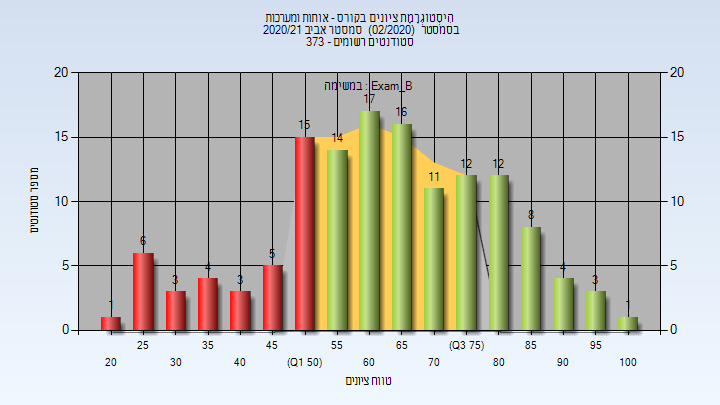 הִיסְטוֹגְרָמַת ציונים בקורס - אותות ומערכות
בסמסטר (02/2020) סמסטר אביב 2020/21
סטודנטים רשומים - 373
במשימה : Exam_B
מספר סטודנטים
20 15 10 5 0
20 15 10 5 0
1 6 3 4 3 5 15 14 17 16 11 12 12 8 4 3 1
25 35 45 55 65 (Q3 75) 85 95
20 30 40 (Q1 50) 60 70 80 90 100
טווח ציונים